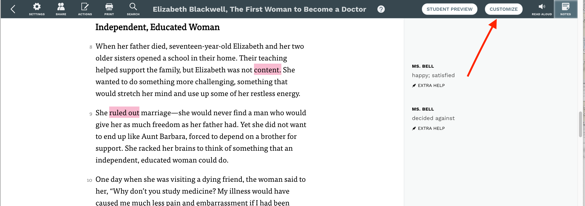 Elizabeth Blackwell, The First Woman to Become a Doctor ?
SETTINGS
SHARE
ACTIONS
PRINT
SEARCH
STUDENT PREVIEW
CUSTOMIZE
READ ALOUD
NOTES
Independent, Educated Woman
8 When her father died, seventeen-year-old Elizabeth and her two
older sisters opened a school in their home. Their teaching
helped support the family, but Elizabeth was not content. She
wanted to do something more challenging, something that
would stretch her mind and use up some of her restless energy.
9 She ruled out marriage—she would never find a man who would
give her as much freedom as her father had. Yet she did not want
to end up like Aunt Barbara, forced to depend on a brother for
support. She racked her brains to think of something that an
independent, educated woman could do.
10 One day when she was visiting a dying friend, the woman said to
her, “Why don't you study medicine? My illness would have
caused me much less pain and embarrassment if I had been
MS. BELL
happy; satisfied
EXTRA HELP
MS. BELL
decided against
EXTRA HELP